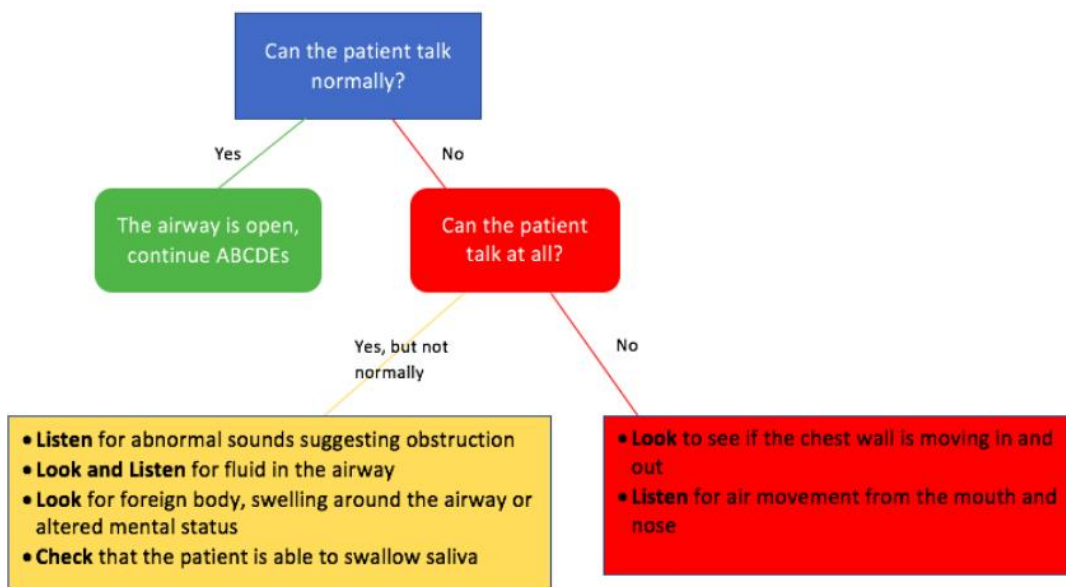 Can the patient talk
normally?
Yes
No
The airway is open,
continue ABCDEs
Can the patient
talk at all?
Yes, but not
normally
No
• Listen for abnormal sounds suggesting obstruction
• Look and Listen for fluid in the airway
• Look for foreign body, swelling around the airway or
altered mental status
• Check that the patient is able to swallow saliva
• Look to see if the chest wall is moving in and
out
• Listen for air movement from the mouth and
nose